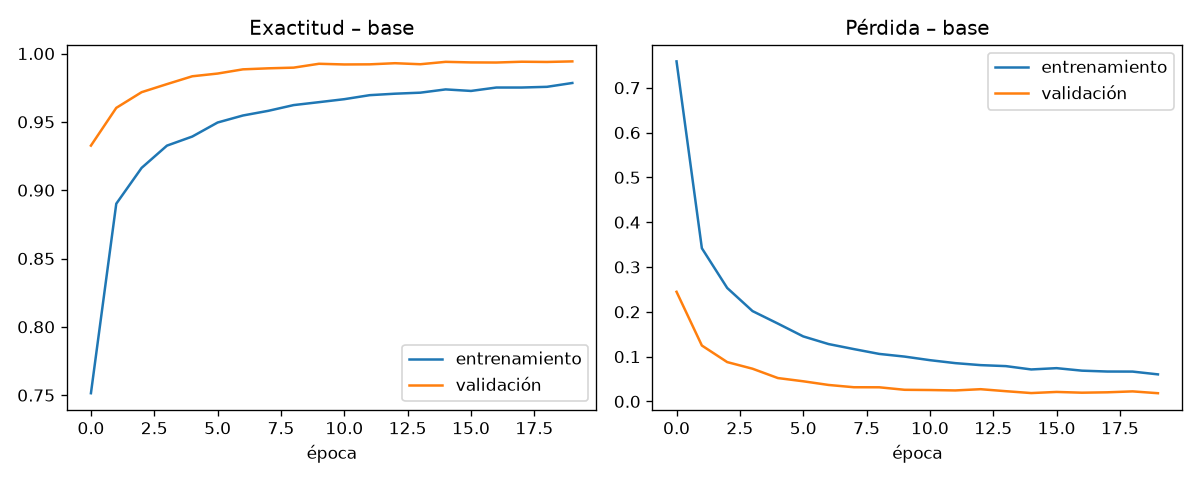 Exactitud – base
1.00
0.95
0.90
0.85
0.80
0.75
entrenamiento
validación
0.0 2.5 5.0 7.5 10.0 12.5 15.0 17.5
época
Pérdida – base
0.7
0.6
0.5
0.4
0.3
0.2
0.1
0.0
entrenamiento
validación
0.0 2.5 5.0 7.5 10.0 12.5 15.0 17.5
época